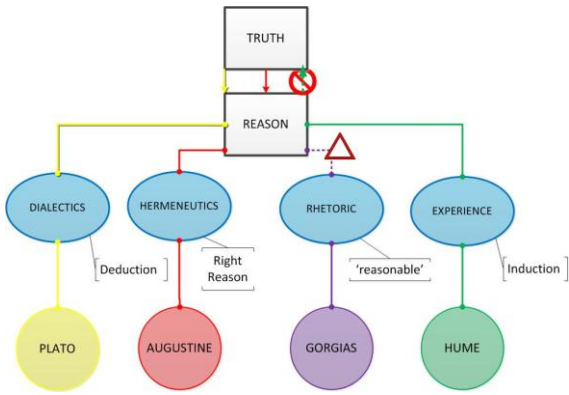 TRUTH
REASON
DIALECTICS
HERMENEUTICS
RHETORIC
EXPERIENCE
Deduction
Right
Reason
‘reasonable’
Induction
PLATO
AUGUSTINE
GORGIAS
HUME